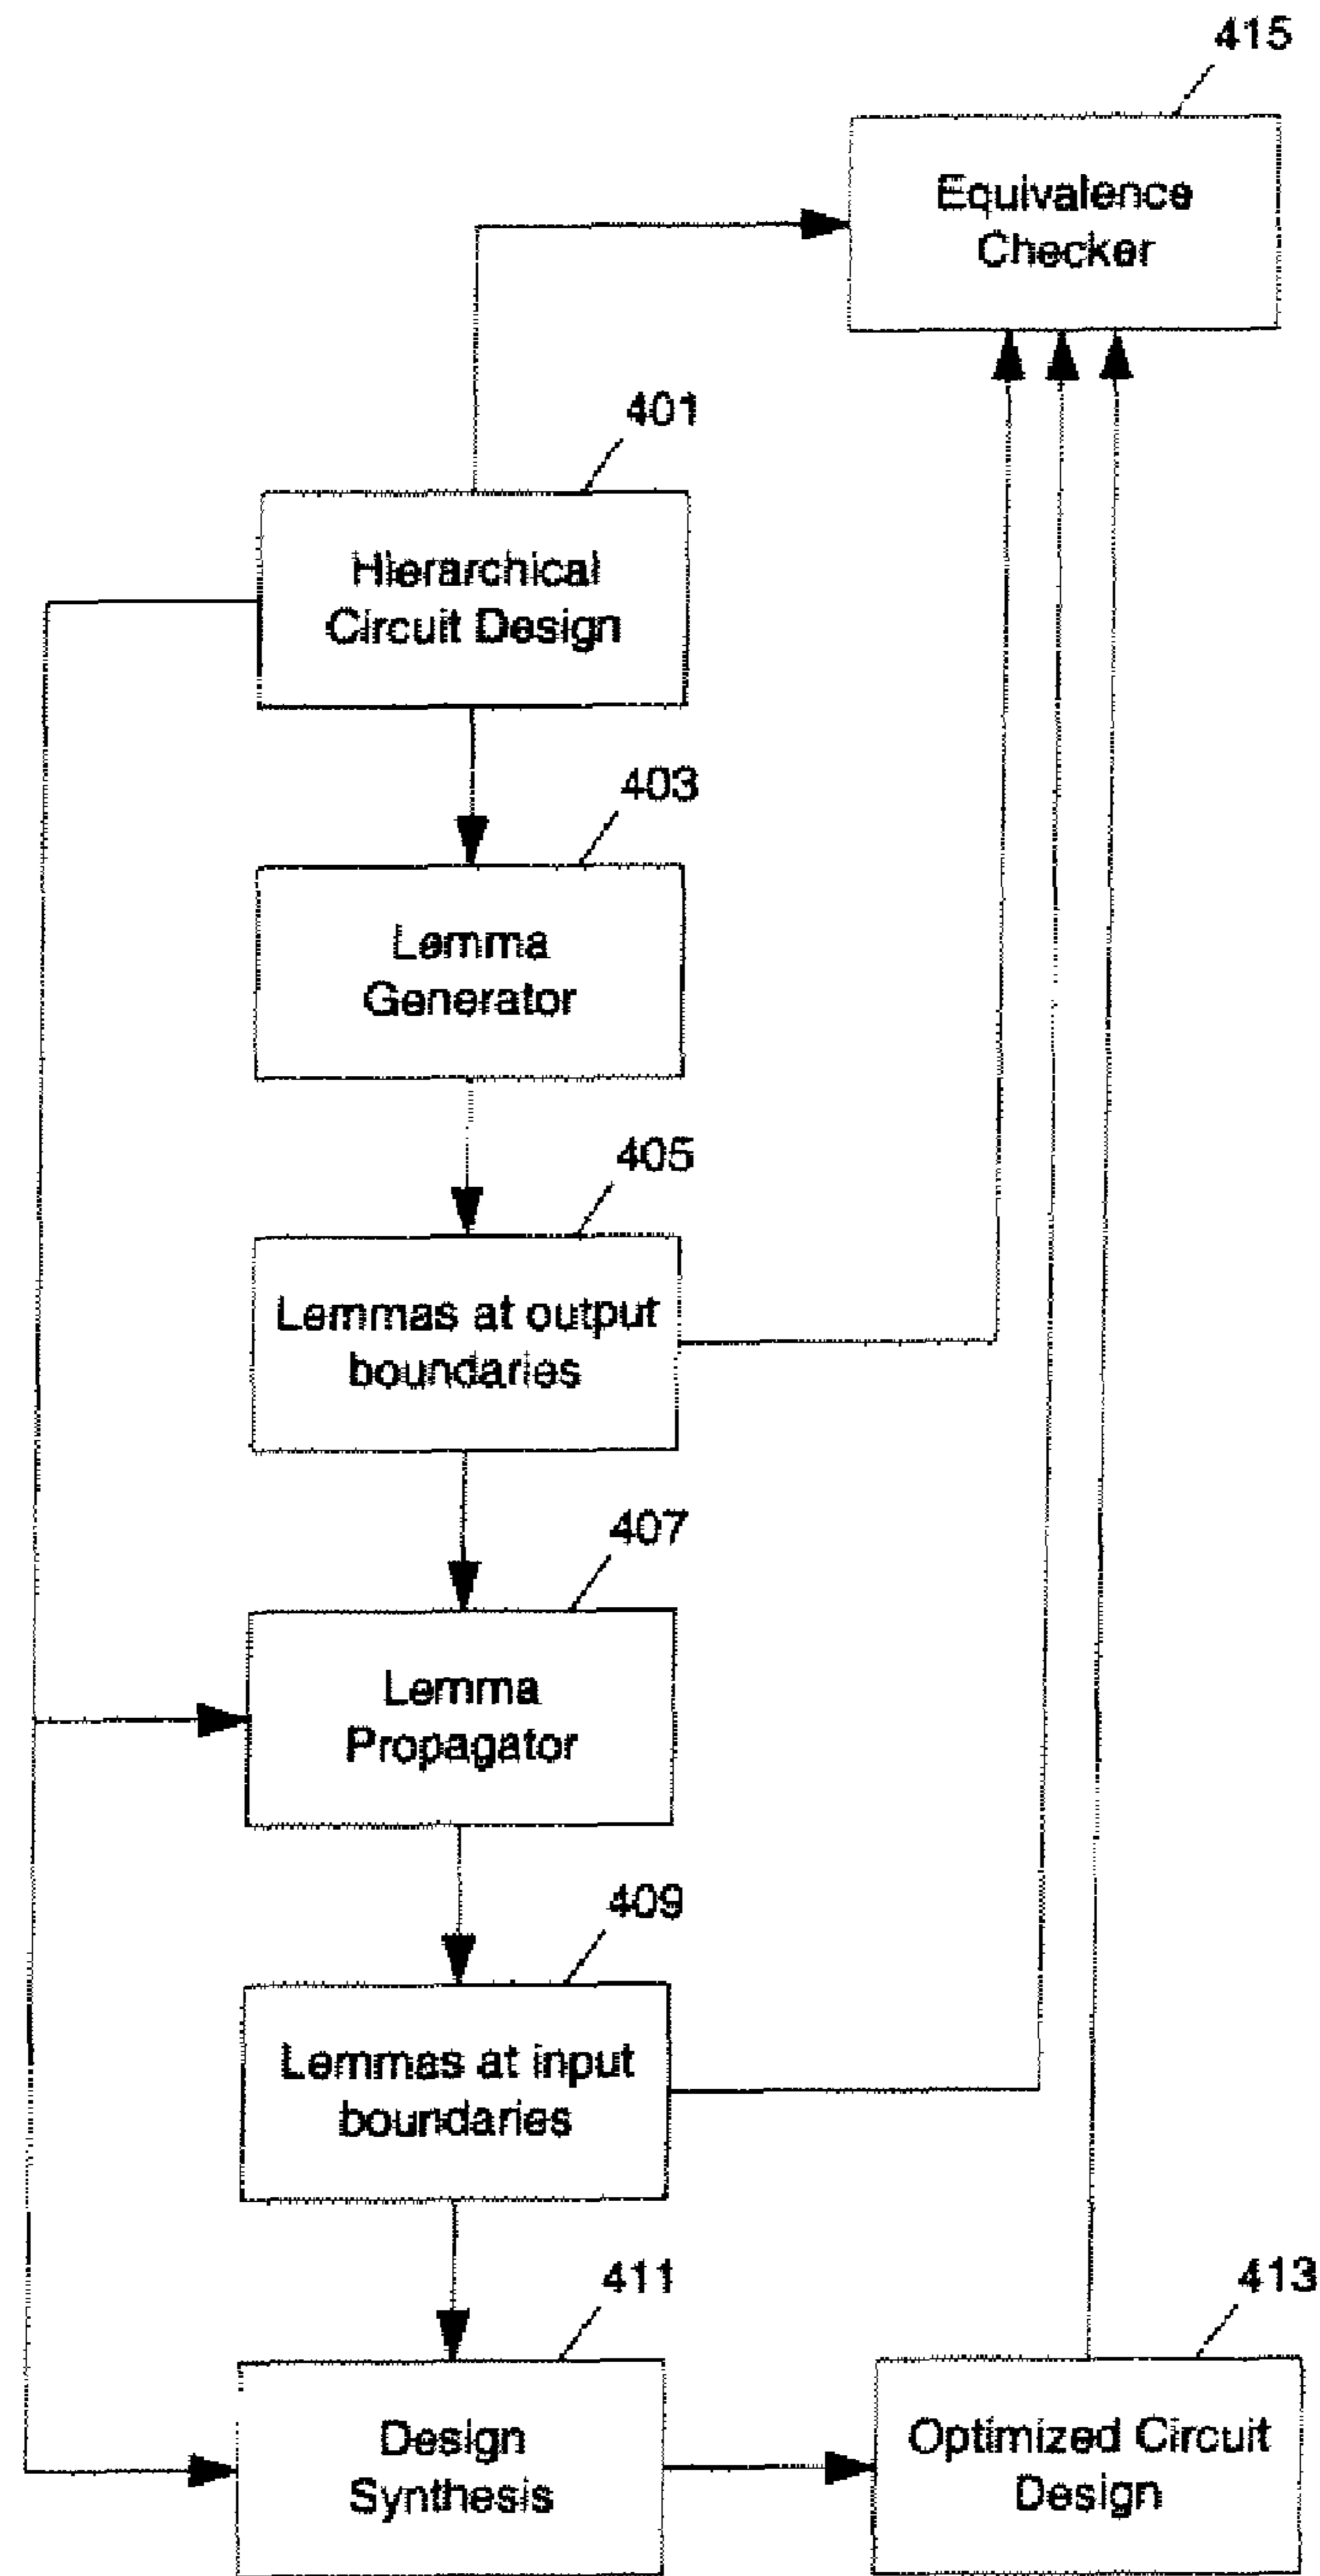 415
Equivalence
Checker
401
Hierarchical
Circuit Design
403
Lemma
Generator
405
Lemmas at output
boundaries
407
Lemma
Propagator
409
Lemmas at input
boundaries
411
Design
Synthesis
413
Optimized Circuit
Design